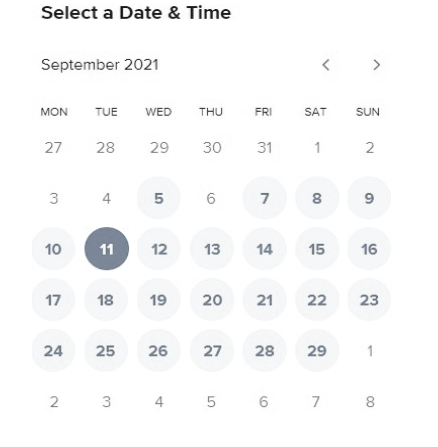 Select a Date & Time
September 2021
MON TUE WED THU FRI SAT SUN
27 28 29 30 31 1 2
3 4 5 6 7 8 9
10 11 12 13 14 15 16
17 18 19 20 21 22 23
24 25 26 27 28 29 1
2 3 4 5 6 7 8